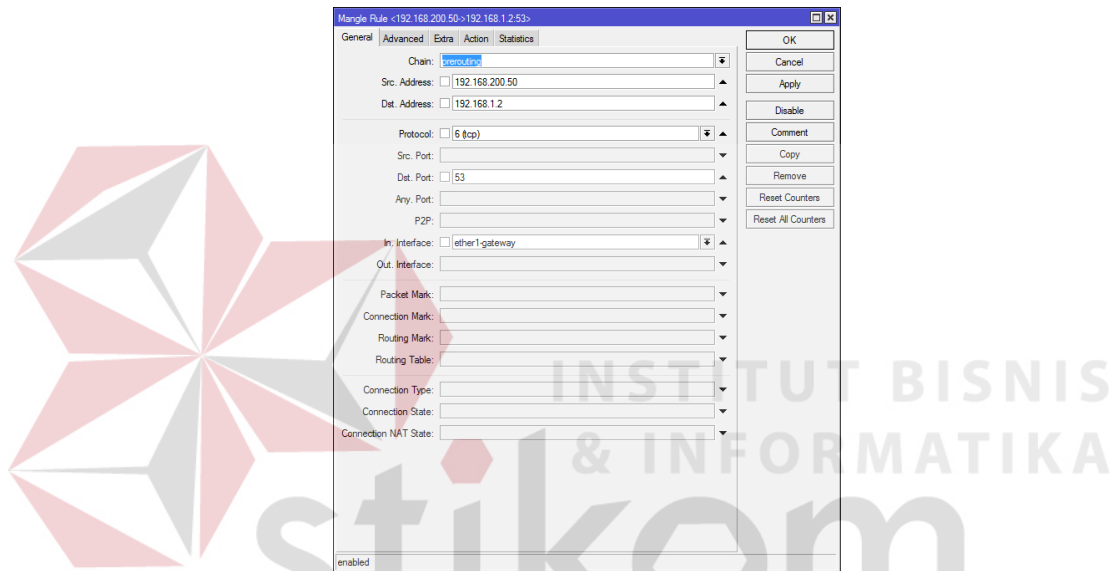 Mangle Rule <192.168.200.50->192.168.1.2:53>
General Advanced Extra Action Statistics
Chain: prerouting
Src. Address: 192.168.200.50
Dst. Address: 192.168.1.2
Protocol: 6 (tcp)
Src. Port:
Dst. Port: 53
Any. Port:
P2P:
In. Interface: ether1-gateway
Out. Interface:
Packet Mark:
Connection Mark:
Routing Mark:
Routing Table:
Connection Type:
Connection State:
Connection NAT State:
enabled
OK
Cancel
Apply
Disable
Comment
Copy
Remove
Reset Counters
Reset All Counters
INSTITUT BISNIS
& INFORMATIKA
stikom